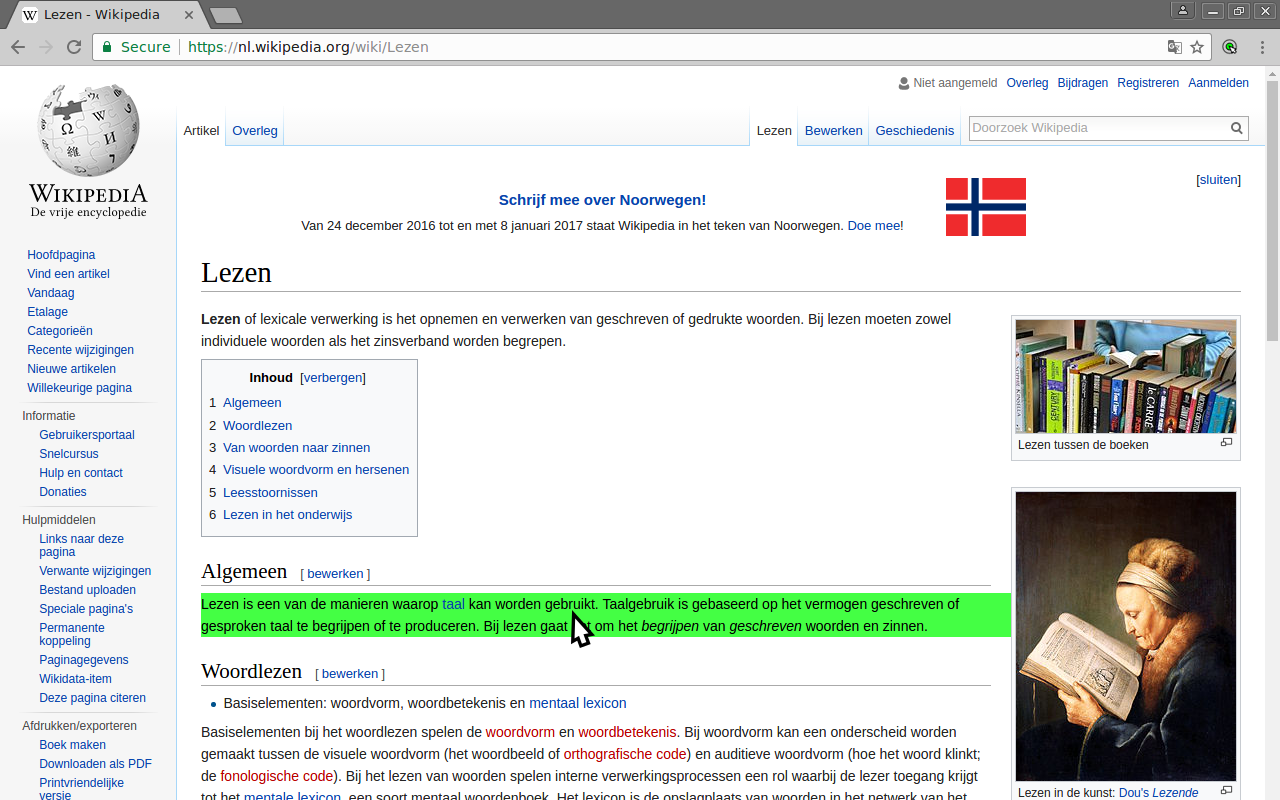 Lezen - Wikipedia
Secure https://nl.wikipedia.org/wiki/Lezen
Niet aangemeld Overleg Bijdragen Registreren Aanmelden
Artikel Overleg Lezen Bewerken Geschiedenis Doorzoek Wikipedia
WIKIPEDIA
De vrije encyclopedie
Hoofdpagina
Vind een artikel
Vandaag
Etalage
Categorieën
Recente wijzigingen
Nieuwe artikelen
Willekeurige pagina
Informatie
Gebruikersportaal
Snelcursus
Hulp en contact
Donaties
Hulpmiddelen
Links naar deze
pagina
Verwante wijzigingen
Bestand uploaden
Speciale pagina's
Permanente
koppeling
Paginagegevens
Wikidata-item
Deze pagina citeren
Afdrukken/exporteren
Boek maken
Downloaden als PDF
Printvriendelijke
versie
[sluiten]
Schrijf mee over Noorwegen!
Van 24 december 2016 tot en met 8 januari 2017 staat Wikipedia in het teken van Noorwegen. Doe mee!
Lezen
Lezen of lexicale verwerking is het opnemen en verwerken van geschreven of gedrukte woorden. Bij lezen moeten zowel
individuele woorden als het zinsverband worden begrepen.
Inhoud [verbergen]
1 Algemeen
2 Woordlezen
3 Van woorden naar zinnen
4 Visuele woordvorm en hersenen
5 Leesstoornissen
6 Lezen in het onderwijs
Algemeen [ bewerken ]
Lezen is een van de manieren waarop taal kan worden gebruikt. Taalgebruik is gebaseerd op het vermogen geschreven of
gesproken taal te begrijpen of te produceren. Bij lezen gaat om het begrijpen van geschreven woorden en zinnen.
Woordlezen [ bewerken ]
Basiselementen: woordvorm, woordbetekenis en mentaal lexicon
Basiselementen bij het woordlezen spelen de woordvorm en woordbetekenis. Bij woordvorm kan een onderscheid worden
gemaakt tussen de visuele woordvorm (het woordbeeld of orthografische code) en auditieve woordvorm (hoe het woord klinkt;
de fonologische code). Bij het lezen van woorden spelen interne verwerkingsprocessen een rol waarbij de lezer toegang krijgt
tot het mentale lexicon, een soort mentaal woordenboek. Het lexicon is de opslagplaats van woorden in het netwerk van het
CENTURY
le CARRÉ
Lezen tussen de boeken
Lezen in de kunst: Dou's Lezende